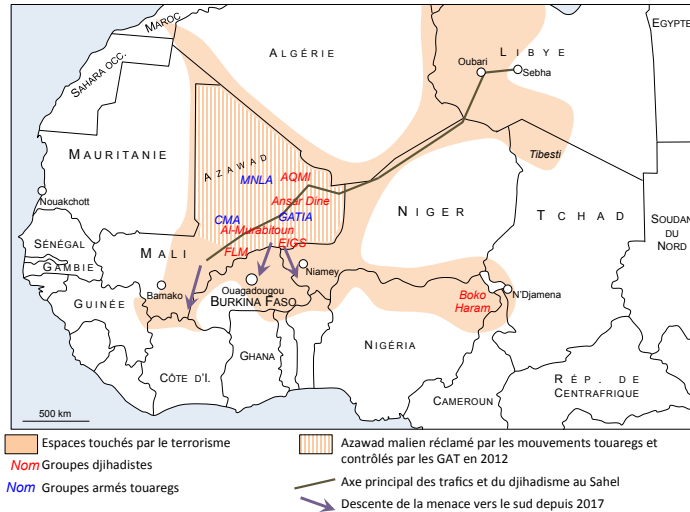 MAROC
ALGÉRIE
LIBYE
EGYPTE
SAHARA OCC.
Oubari
Sebha
MAURITANIE
AZAWAD
MNLA
AQMI
Tibesti
Nouakchott
Ansar Dine
NIGER
TCHAD
CMA
GATIA
Al-Murabitoun
SOUDAN
DU
NORD
SÉNÉGAL
MALI
FLM
EIGS
GAMBIE
Niamey
Bamako
Ouagadougou
BURKINA FASO
Boko
Haram
N'Djamena
GUINÉE
GHANA
NIGÉRIA
CÔTE D'I.
RÉP. DE
CENTRAFRIQUE
CAMEROUN
500 km
Espaces touchés par le terrorisme
Nom Groupes djihadistes
Nom Groupes armés touaregs
Azawad malien réclamé par les mouvements touaregs et
contrôlés par les GAT en 2012
Axe principal des trafics et du djihadisme au Sahel
Descente de la menace vers le sud depuis 2017